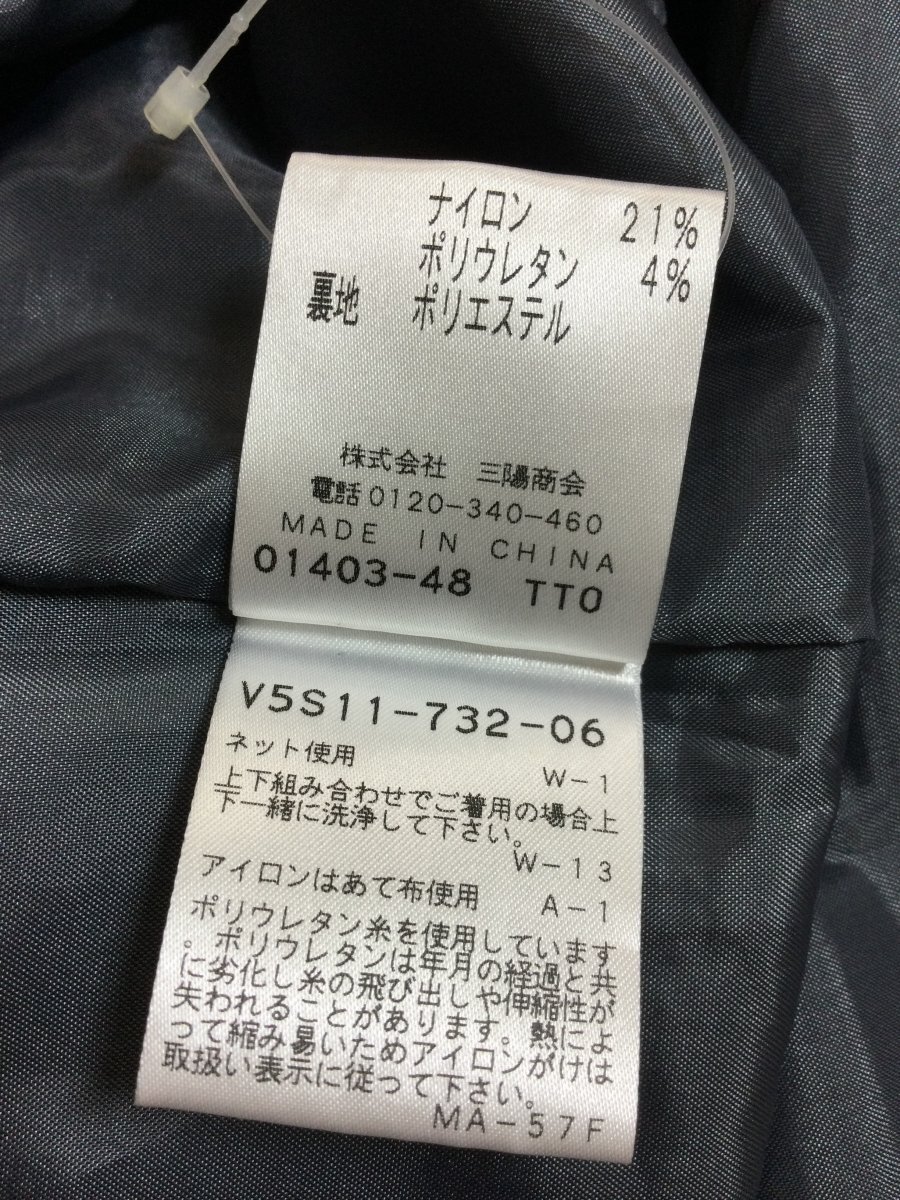 ナイロン 21%
ポリウレタン 4%
裏地 ポリエステル
株式会社 三陽商会
電話0120-340-460
MADE IN CHINA
01403-48 TTO
V5S11-732-06
ネット使用 W-1
上下組み合わせでご着用の場合上
下一緒に洗浄して下さい。
W-13
アイロンはあて布使用 A-1
ポリウレタン糸を使用しています
。ポリウレタンは年月の経過と共
に劣化し糸の飛び出しや伸縮性が
失われることがあります。熱によ
って縮み易いためアイロンがけは
取扱い表示に従って下さい。
MA-57F